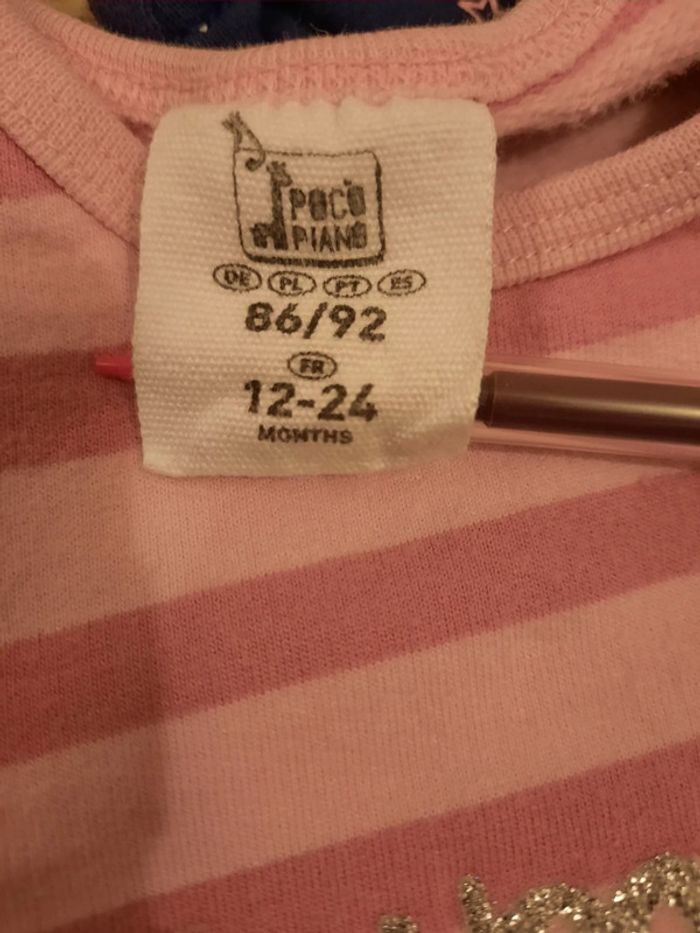 POCO
PIANO
DE PL PT ES
86/92
FR
12-24
MONTHS